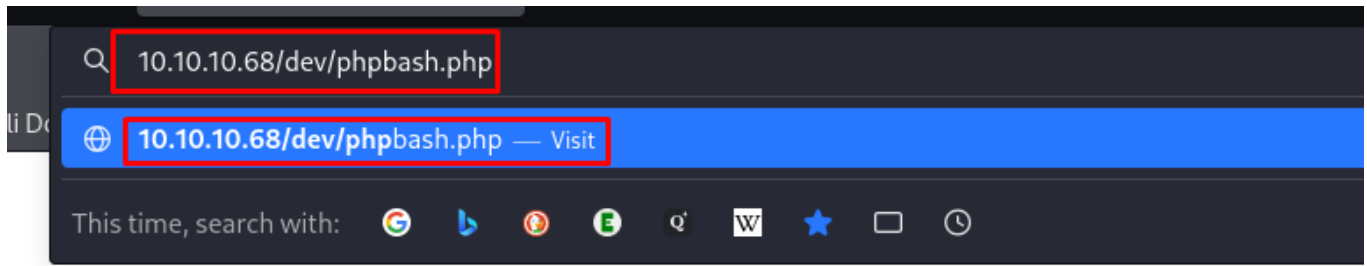 10.10.10.68/dev/phpbash.php
li Do
10.10.10.68/dev/phpbash.php — Visit
This time, search with: